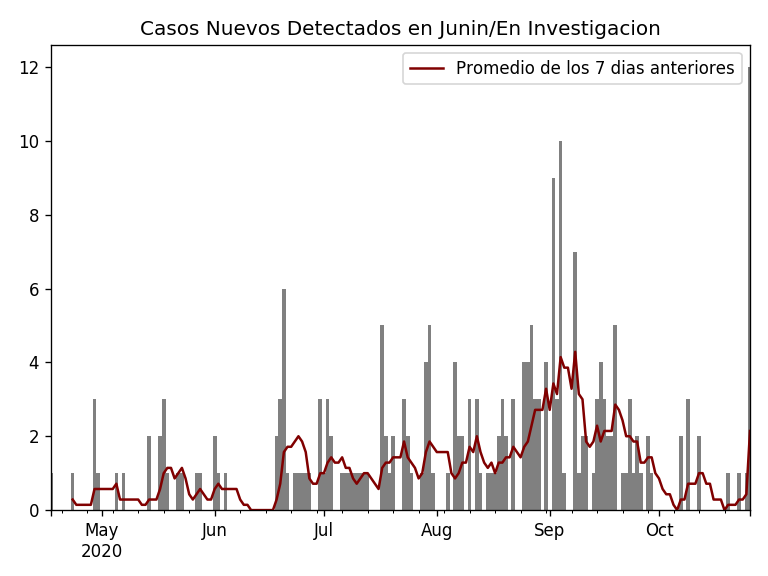 Casos Nuevos Detectados en Junin/En Investigacion
Promedio de los 7 dias anteriores
12
10
8
6
4
2
0
May Jun Jul Aug Sep Oct
2020